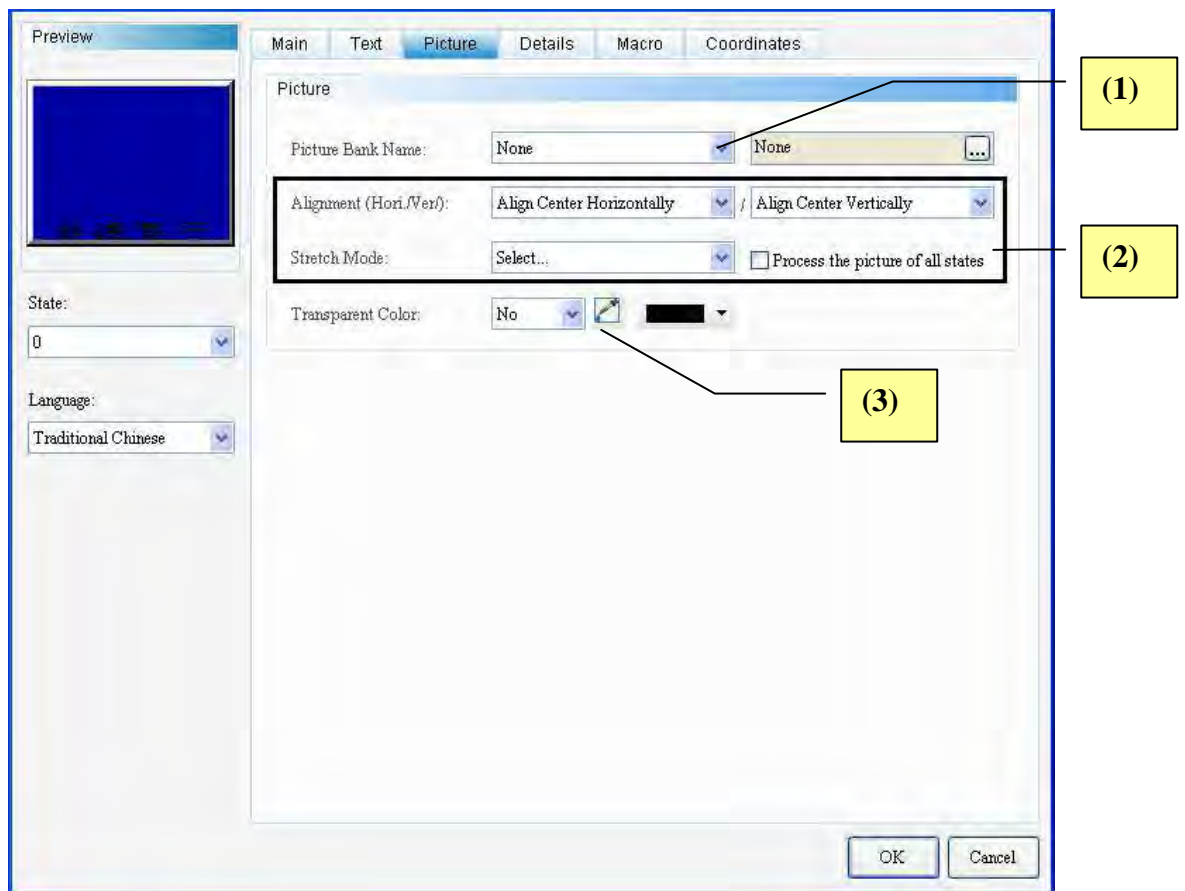 Preview
Main Text Picture Details Macro Coordinates
Picture
(1)
Picture Bank Name: None None ...
Alignment (Hori./Ver/): Align Center Horizontally / Align Center Vertically
Stretch Mode: Select... Process the picture of all states
(2)
State:
Transparent Color: No
0
(3)
Language:
Traditional Chinese
OK Cancel